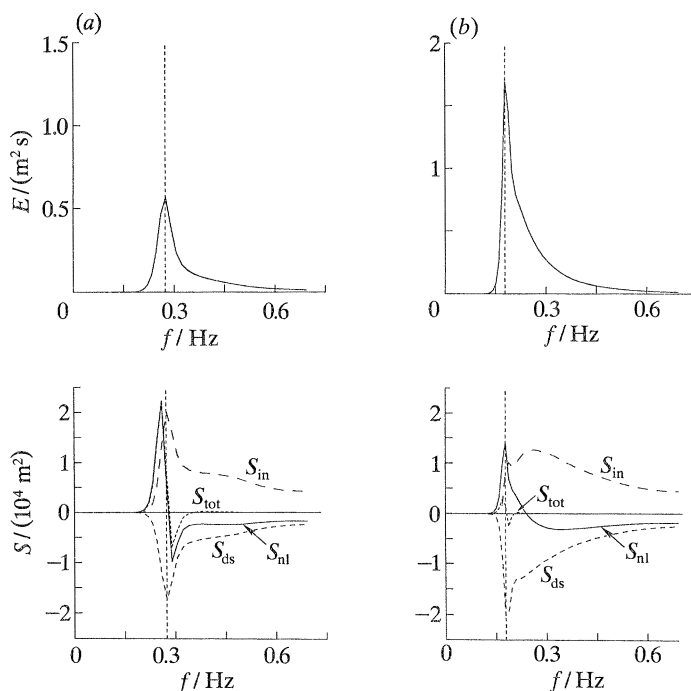 (a)
1.5
1.0
0.5
E / (m² s)
0 0.3 0.6
f / Hz
(b)
2
1
E / (m² s)
0 0.3 0.6
f / Hz
2
1
0
−1
−2
S / (10⁴ m²)
S_in
S_tot
S_ds
S_nl
0 0.3 0.6
f / Hz
2
1
0
−1
−2
S_in
S_tot
S_nl
S_ds
0 0.3 0.6
f / Hz